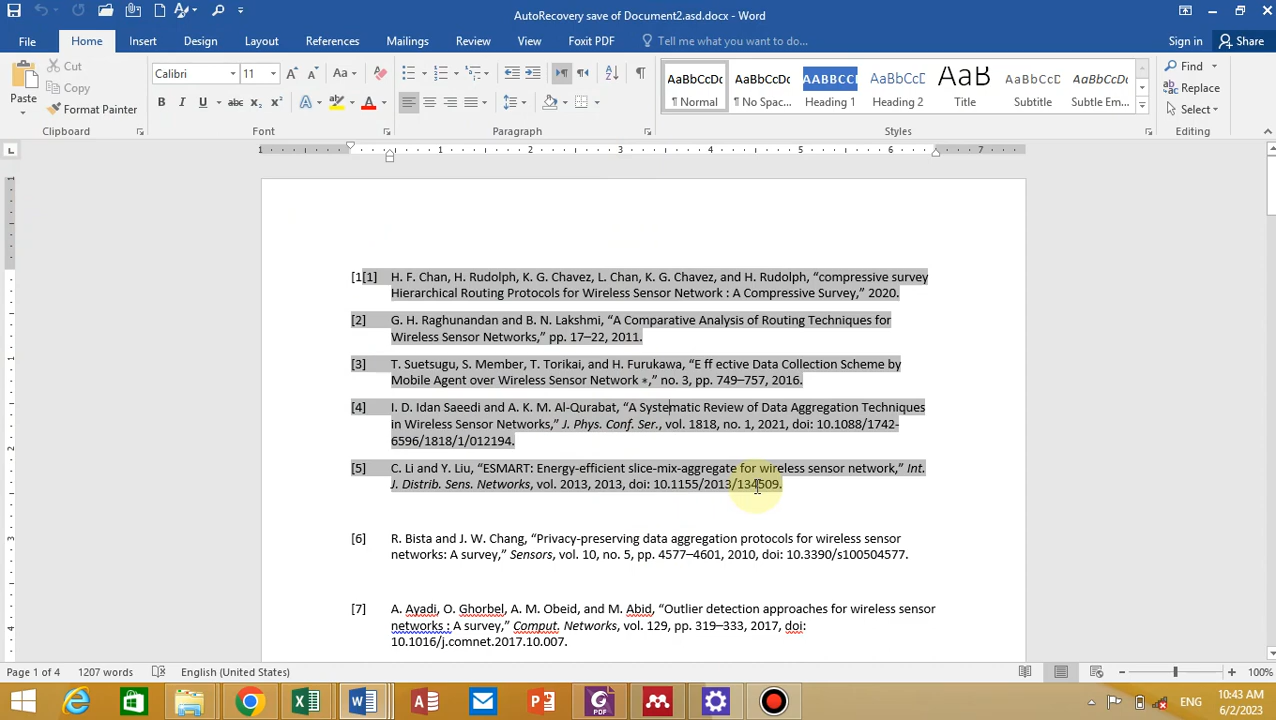 AutoRecovery save of Document2.asd.docx - Word
File Home Insert Design Layout References Mailings Review View Foxit PDF Tell me what you want to do... Sign in Share
Cut
Copy
Format Painter
Paste
Calibri 11
AaBbCcDc AaBbCcDc AABBCC AaBbCcD AaB AaBbCcD AaBbCcDc
¶ Normal ¶ No Spac... Heading 1 Heading 2 Title Subtitle Subtle Em...
Find
Replace
Select
Clipboard Font Paragraph Styles Editing
1 1 2 3 4 5 6 7
[1[1] H. F. Chan, H. Rudolph, K. G. Chavez, L. Chan, K. G. Chavez, and H. Rudolph, “compressive survey
Hierarchical Routing Protocols for Wireless Sensor Network : A Compressive Survey,” 2020.
[2] G. H. Raghunandan and B. N. Lakshmi, “A Comparative Analysis of Routing Techniques for
Wireless Sensor Networks,” pp. 17–22, 2011.
[3] T. Suetsugu, S. Member, T. Torikai, and H. Furukawa, “E ff ective Data Collection Scheme by
Mobile Agent over Wireless Sensor Network ∗,” no. 3, pp. 749–757, 2016.
[4] I. D. Idan Saeedi and A. K. M. Al-Qurabat, “A Systematic Review of Data Aggregation Techniques
in Wireless Sensor Networks,” J. Phys. Conf. Ser., vol. 1818, no. 1, 2021, doi: 10.1088/1742-
6596/1818/1/012194.
[5] C. Li and Y. Liu, “ESMART: Energy-efficient slice-mix-aggregate for wireless sensor network,” Int.
J. Distrib. Sens. Networks, vol. 2013, 2013, doi: 10.1155/2013/134509.
[6] R. Bista and J. W. Chang, “Privacy-preserving data aggregation protocols for wireless sensor
networks: A survey,” Sensors, vol. 10, no. 5, pp. 4577–4601, 2010, doi: 10.3390/s100504577.
[7] A. Ayadi, O. Ghorbel, A. M. Obeid, and M. Abid, “Outlier detection approaches for wireless sensor
networks : A survey,” Comput. Networks, vol. 129, pp. 319–333, 2017, doi:
10.1016/j.comnet.2017.10.007.
Page 1 of 4 1207 words English (United States) 100%
ENG
10:43 AM
6/2/2023